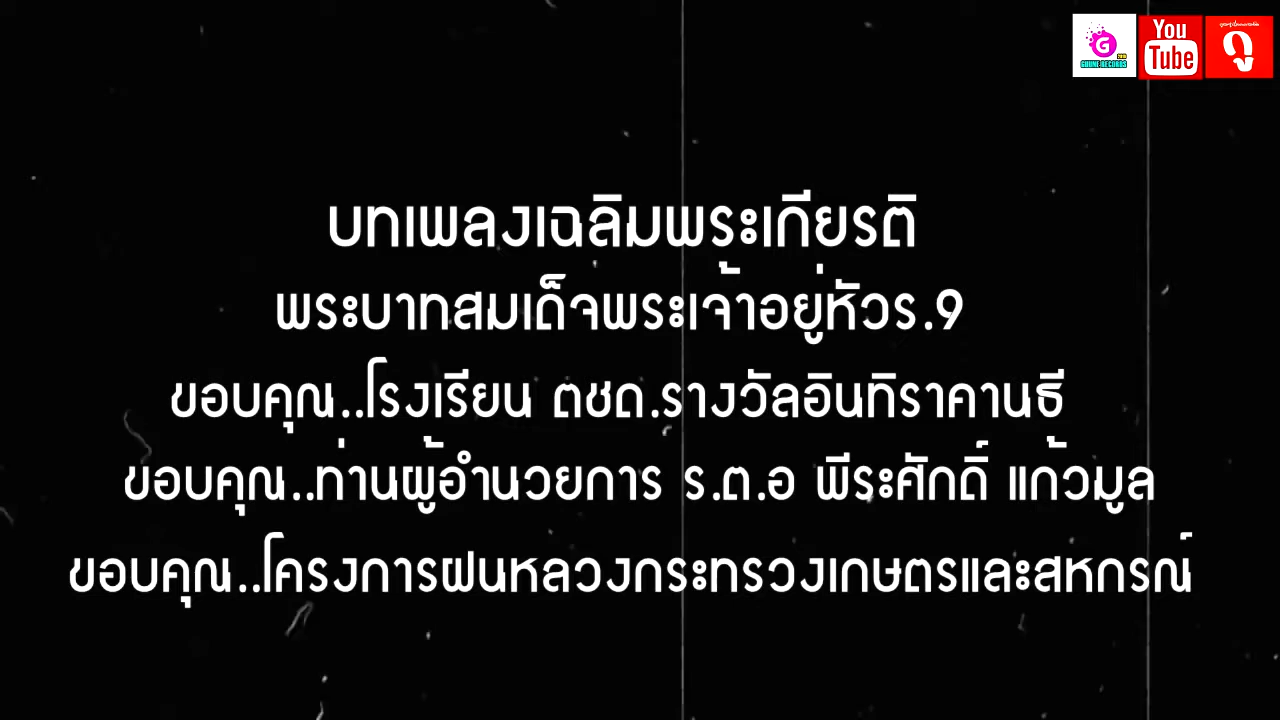 G
GUUNE RECORDS
You
Tube
ดู
บทเพลงเฉลิมพระเกียรติ
พระบาทสมเด็จพระเจ้าอยู่หัวร.9
ขอบคุณ..โรงเรียน ตชด.รางวัลอินทิราคานธี
ขอบคุณ..ท่านผู้อำนวยการ ร.ต.อ พีระศักดิ์ แก้วมูล
ขอบคุณ..โครงการฝนหลวงกระทรวงเกษตรและสหกรณ์